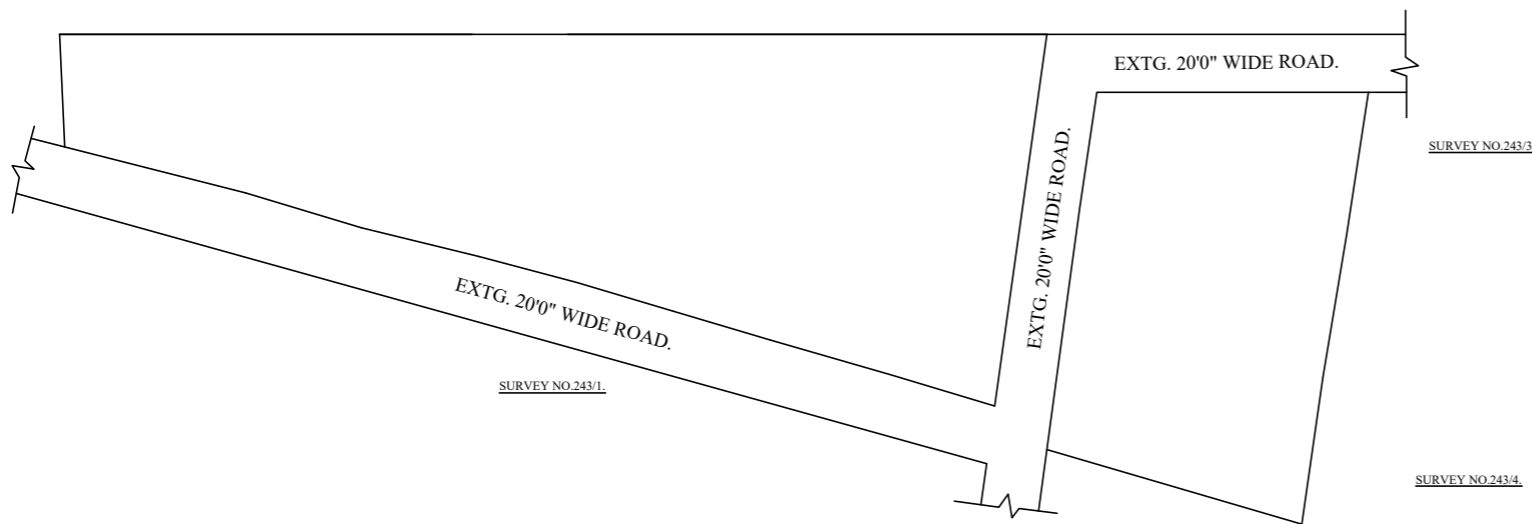 EXTG. 20'0" WIDE ROAD.
SURVEY NO.243/3
EXTG. 20'0" WIDE ROAD.
EXTG. 20'0" WIDE ROAD.
SURVEY NO.243/1.
SURVEY NO.243/4.